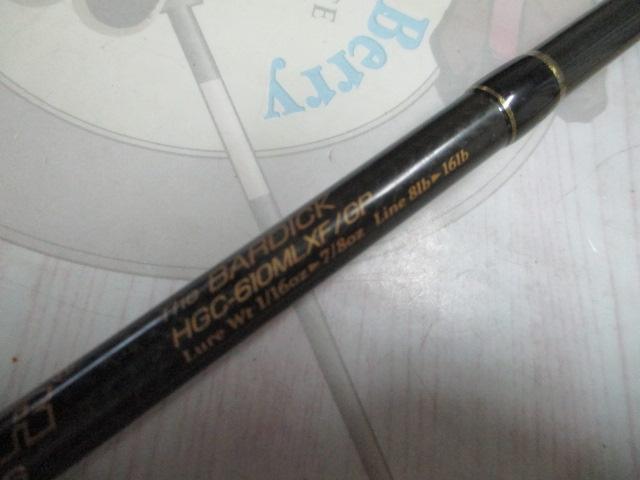 The BARDICK
HGC-610MLXF/GP
Lure Wt 1/16oz►7/8oz Line 8lb►16lb
Berry